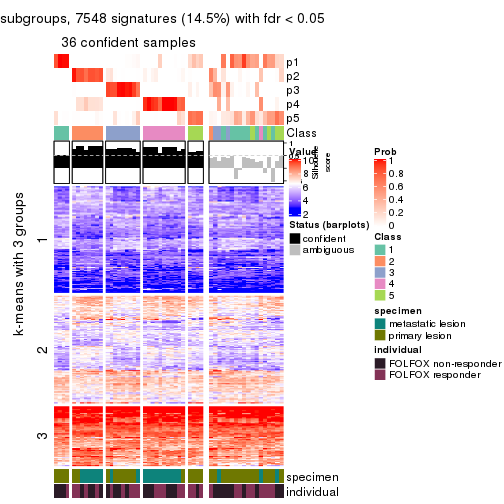 subgroups, 7548 signatures (14.5%) with fdr < 0.05
36 confident samples
p1
p2
p3
p4
p5
Class
1
2
3
k-means with 3 groups
specimen
individual
Value
10
8
6
4
2
Silhouette
score
1
Status (barplots)
confident
ambiguous
Prob
1
0.8
0.6
0.4
0.2
0
Class
1
2
3
4
5
specimen
metastatic lesion
primary lesion
individual
FOLFOX non-responder
FOLFOX responder